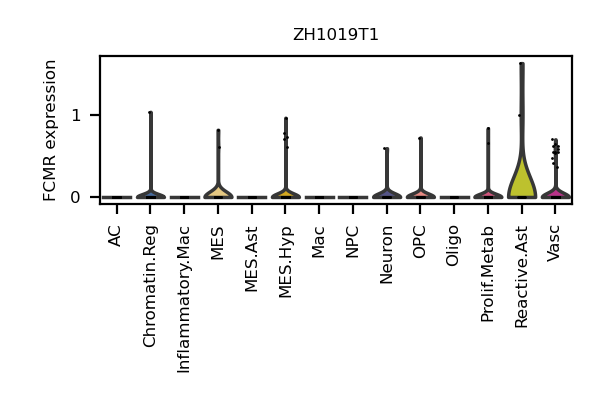 ZH1019T1
FCMR expression
1
0
AC
Chromatin.Reg
Inflammatory.Mac
MES
MES.Ast
MES.Hyp
Mac
NPC
Neuron
OPC
Oligo
Prolif.Metab
Reactive.Ast
Vasc